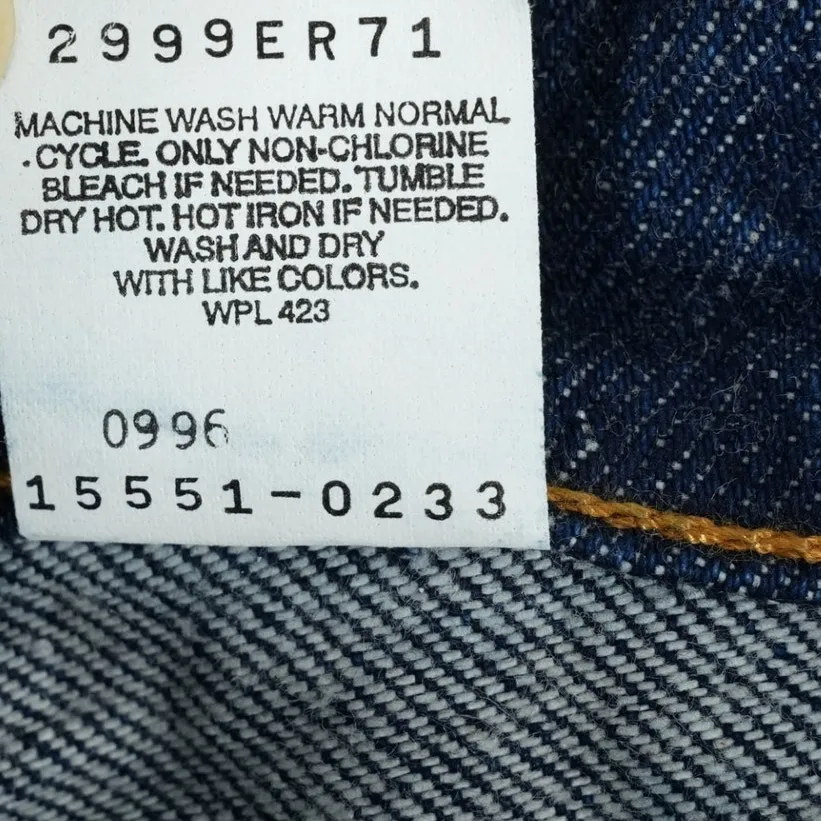 2999ER71
MACHINE WASH WARM NORMAL
.CYCLE. ONLY NON-CHLORINE
BLEACH IF NEEDED. TUMBLE
DRY HOT. HOT IRON IF NEEDED.
WASH AND DRY
WITH LIKE COLORS.
WPL 423
0996
15551-0233